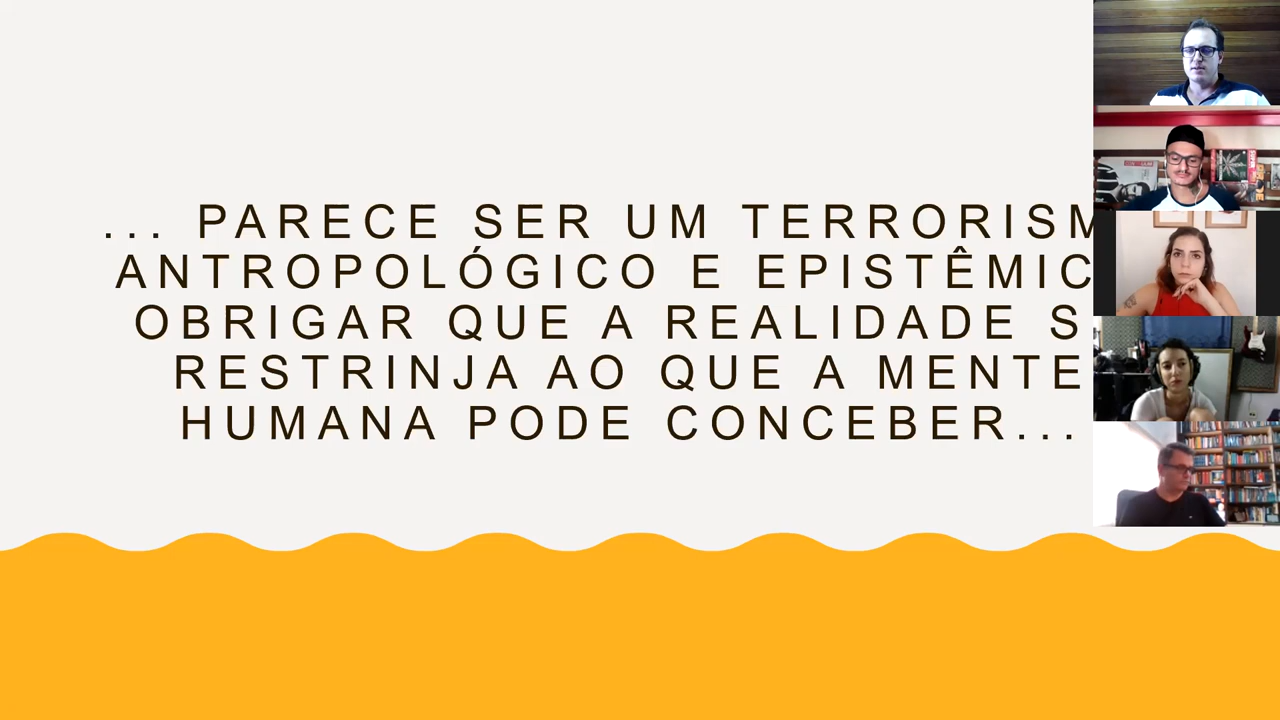 ... PARECE SER UM TERRORISM
ANTROPOLÓGICO E EPISTÊMIC
OBRIGAR QUE A REALIDADE S
RESTRINJA AO QUE A MENTE
HUMANA PODE CONCEBER...